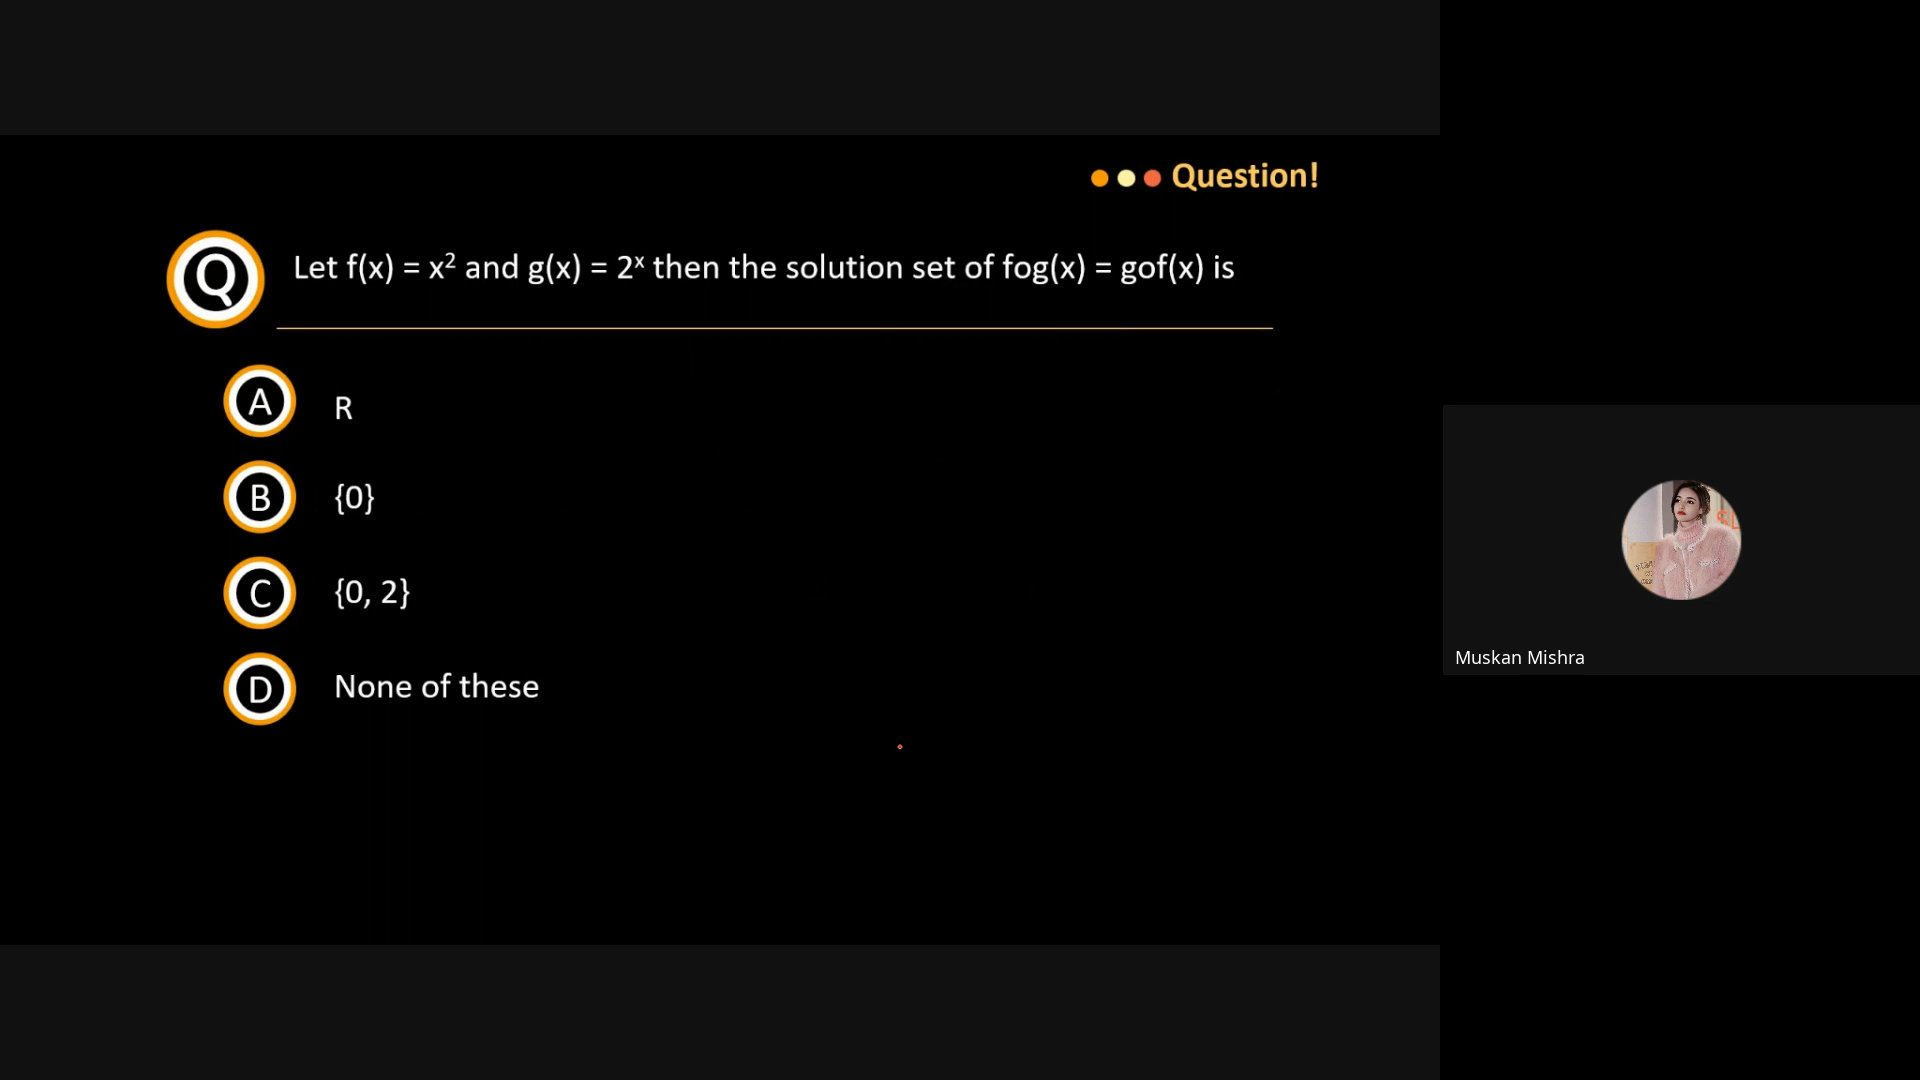 Question!
Q Let f(x) = x² and g(x) = 2ˣ then the solution set of fog(x) = gof(x) is
A R
B {0}
C {0, 2}
D None of these
Muskan Mishra